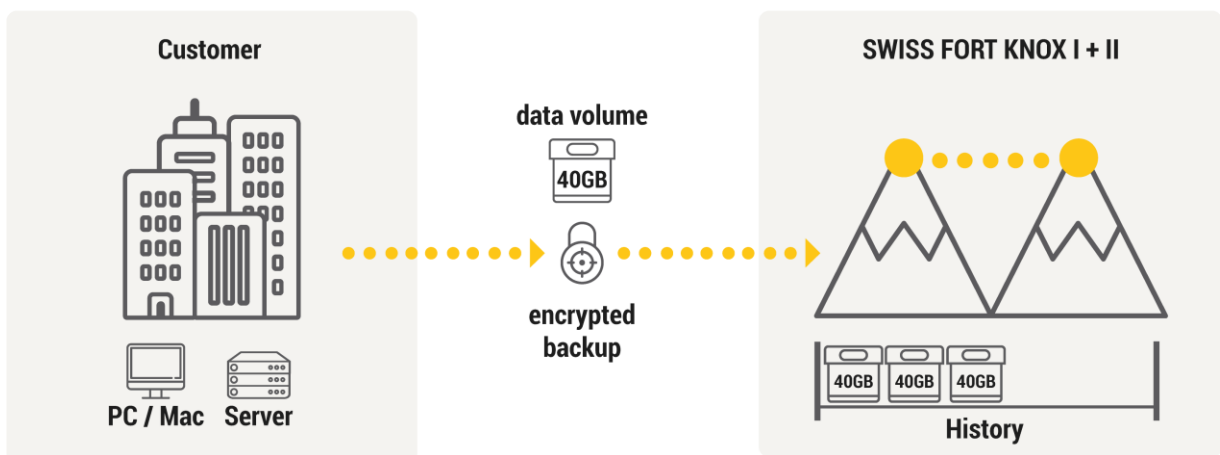 Customer
PC / Mac
Server
data volume
40GB
encrypted
backup
SWISS FORT KNOX I + II
40GB
40GB
40GB
History